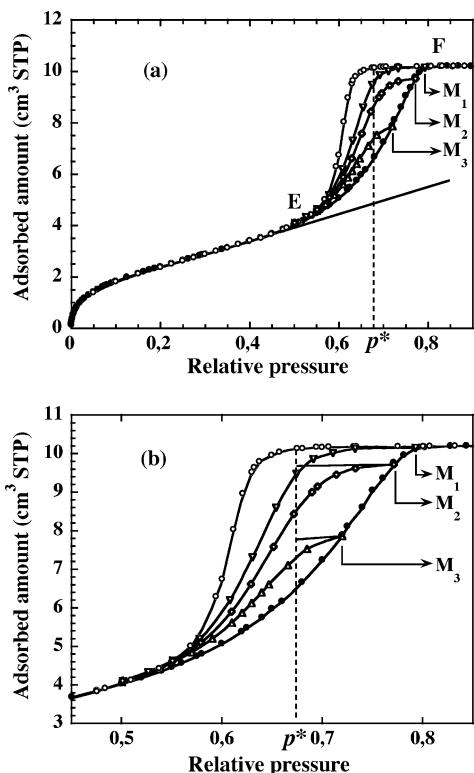 12
10
8
6
4
2
0
Adsorbed amount (cm³ STP)
(a)
E
F
M₁
M₂
M₃
0
0,2
0,4
0,6
p*
0,8
Relative pressure
11
10
9
8
7
6
5
4
3
Adsorbed amount (cm³ STP)
(b)
M₁
M₂
M₃
0,5
0,6
p*
0,7
0,8
Relative pressure